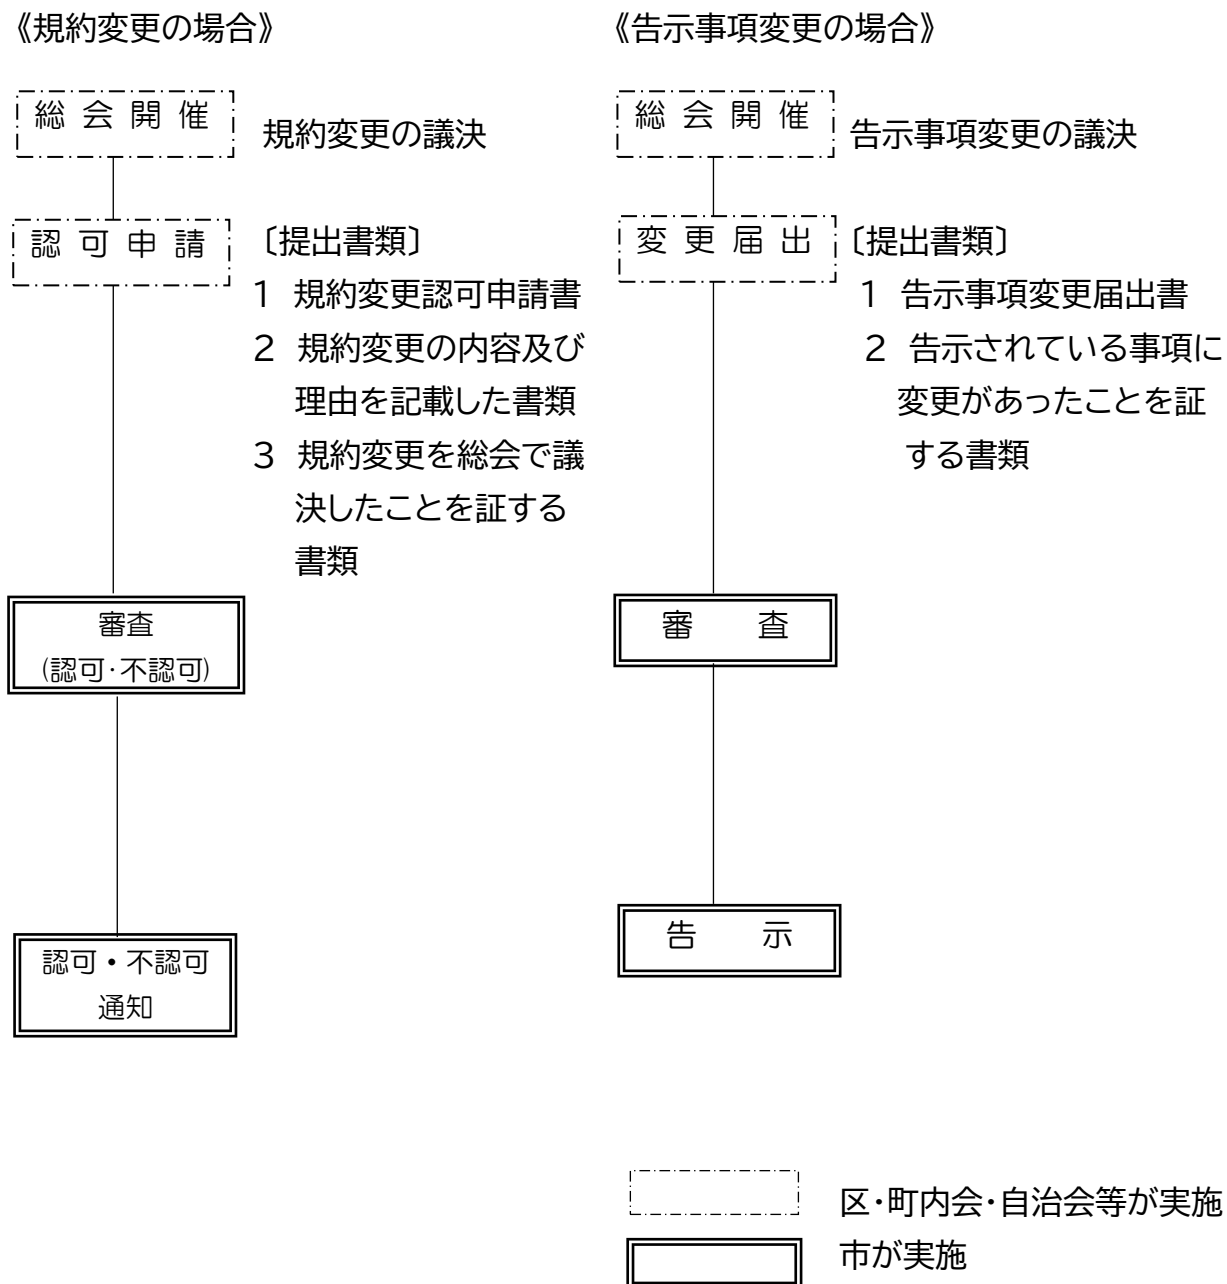 《規約変更の場合》
総会開催
規約変更の議決
認可申請
〔提出書類〕
1 規約変更認可申請書
2 規約変更の内容及び
理由を記載した書類
3 規約変更を総会で議
決したことを証する
書類
審査
(認可・不認可)
認可・不認可
通知
《告示事項変更の場合》
総会開催
告示事項変更の議決
変更届出
〔提出書類〕
1 告示事項変更届出書
2 告示されている事項に
変更があったことを証
する書類
審 査
告 示
区・町内会・自治会等が実施
市が実施